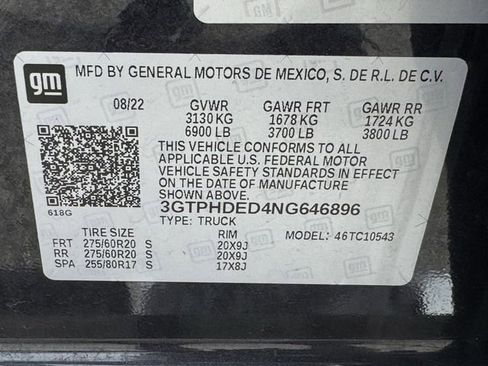 gm
MFD BY GENERAL MOTORS DE MEXICO, S. DE R.L. DE C.V.
08/22 GVWR GAWR FRT GAWR RR
3130 KG 1678 KG 1724 KG
6900 LB 3700 LB 3800 LB
THIS VEHICLE CONFORMS TO ALL
APPLICABLE U.S. FEDERAL MOTOR
VEHICLE SAFETY STANDARDS IN EFFECT
ON THE DATE OF MANUFACTURE
SHOWN ABOVE.
618G
3GTPHDED4NG646896
TYPE: TRUCK
TIRE SIZE RIM MODEL: 46TC10543
FRT 275/60R20 S 20X9J
RR 275/60R20 S 20X9J
SPA 255/80R17 S 17X8J